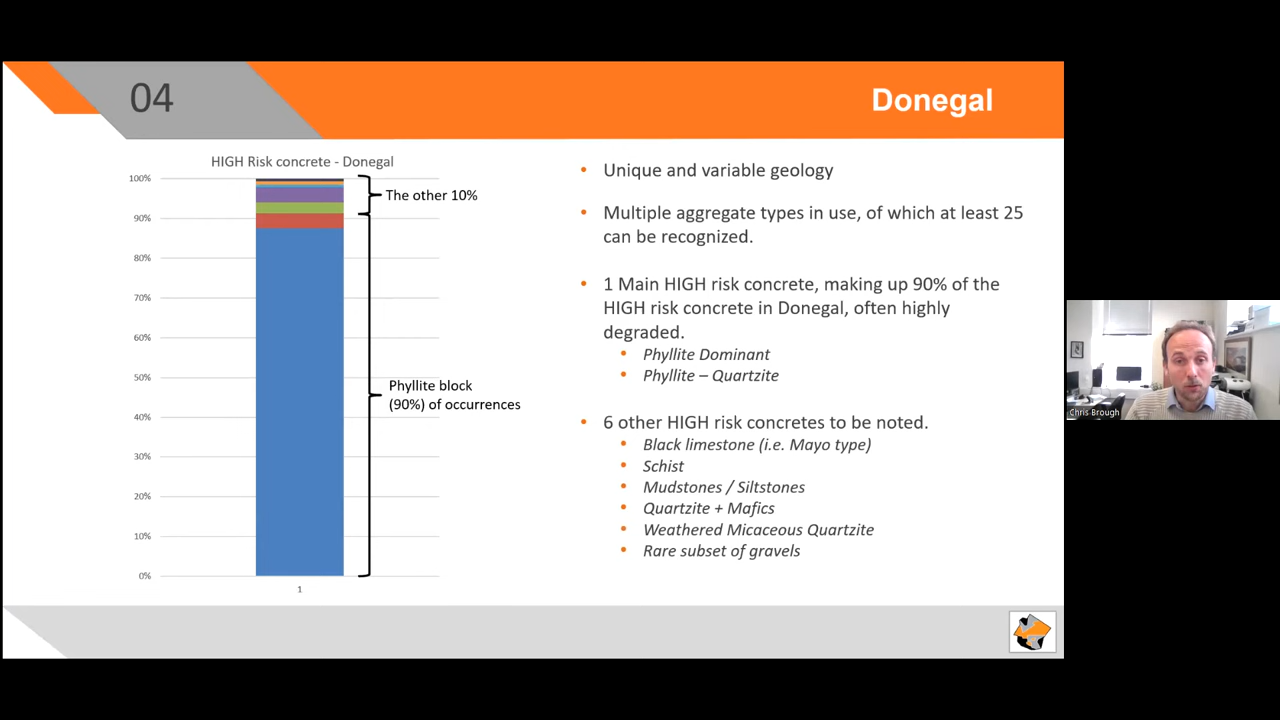 04
Donegal
HIGH Risk concrete - Donegal
100%
90%
80%
70%
60%
50%
40%
30%
20%
10%
0%
1
The other 10%
Phyllite block
(90%) of occurrences
• Unique and variable geology
• Multiple aggregate types in use, of which at least 25
can be recognized.
• 1 Main HIGH risk concrete, making up 90% of the
HIGH risk concrete in Donegal, often highly
degraded.
• Phyllite Dominant
• Phyllite – Quartzite
• 6 other HIGH risk concretes to be noted.
• Black limestone (i.e. Mayo type)
• Schist
• Mudstones / Siltstones
• Quartzite + Mafics
• Weathered Micaceous Quartzite
• Rare subset of gravels
Chris Brough